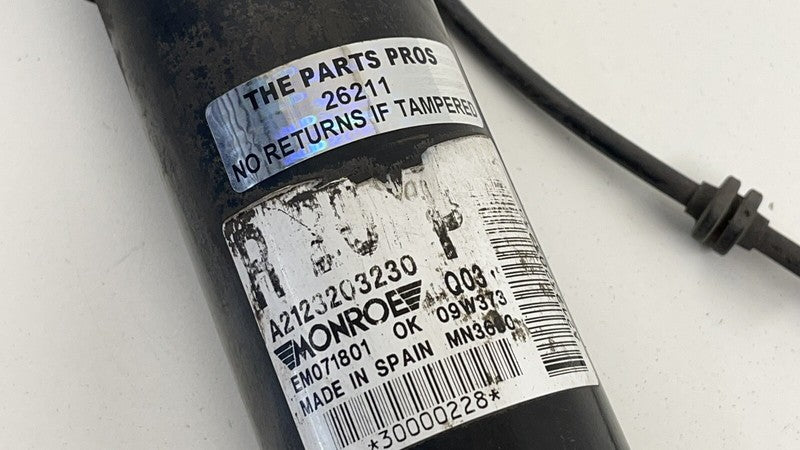 THE PARTS PROS
26211
NO RETURNS IF TAMPERED
A2123203230 Q03
MONROE
EM071801 OK 09W373
MADE IN SPAIN
*30000228*